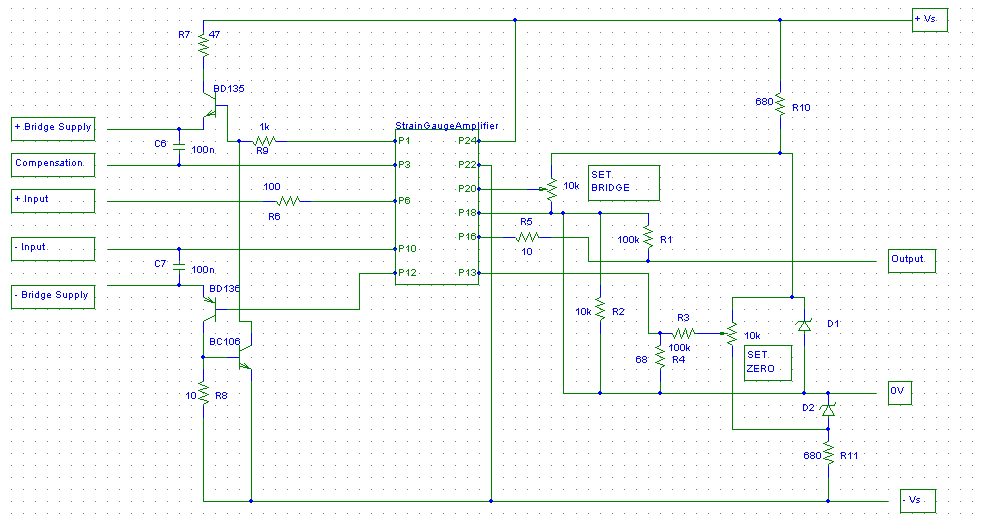 R7 47
+ Vs
BD135
680 R10
+ Bridge Supply
1k
StrainGaugeAmplifier
C6 100n
R9
P1 P24
Compensation
P3 P22
SET.
BRIDGE
100
P20
10k
+ Input
R6
P6 P18
R5
P16
100k R1
- Input
P10
10
Output
C7 100n
P12 P13
- Bridge Supply
BD136
10k R2
R3
10k
D1
BC106
100k
68 R4
SET.
ZERO
10 R8
0V
D2
680 R11
- Vs